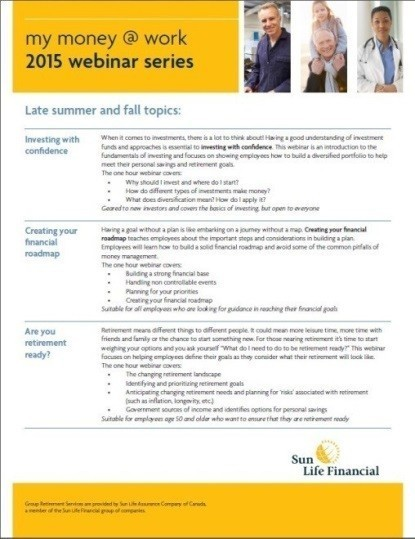 my money @ work
2015 webinar series
Late summer and fall topics:
Investing with
confidence
When it comes to investments, there is a lot to think about! Having a good understanding of investment
funds and approaches is essential to investing with confidence. This webinar is an introduction to the
fundamentals of investing and focuses on showing employees how to build a diversified portfolio to help
meet their personal savings and retirement goals.
The one hour webinar covers:
• Why should I invest and where do I start?
• How do different types of investments make money?
• What does diversification mean? How do I apply it?
Geared to new investors and covers the basics of investing, but open to everyone
Creating your
financial
roadmap
Having a goal without a plan is like embarking on a journey without a map. Creating your financial
roadmap teaches employees about the important steps and considerations in building a plan.
Employees will learn how to build a solid financial roadmap and avoid some of the common pitfalls of
money management.
The one hour webinar covers:
• Building a strong financial base
• Handling non controllable events
• Planning for your priorities
• Creating your financial roadmap
Suitable for all employees who are looking for guidance in reaching their financial goals
Are you
retirement
ready?
Retirement means different things to different people. It could mean more leisure time, more time with
friends and family or the chance to start something new. For those nearing retirement it's time to start
weighing your options and you ask yourself "What do I need to do to be retirement ready?" This webinar
focuses on helping employees define their goals as they consider what their retirement will look like.
The one hour webinar covers:
• The changing retirement landscape
• Identifying and prioritizing retirement goals
• Anticipating changing retirement needs and planning for 'risks' associated with retirement
(such as inflation, longevity, etc.)
• Government sources of income and identifies options for personal savings
Suitable for employees age 50 and older who want to ensure that they are retirement ready
Sun
Life Financial
Group Retirement Services are provided by Sun Life Assurance Company of Canada,
a member of the Sun Life Financial group of companies.